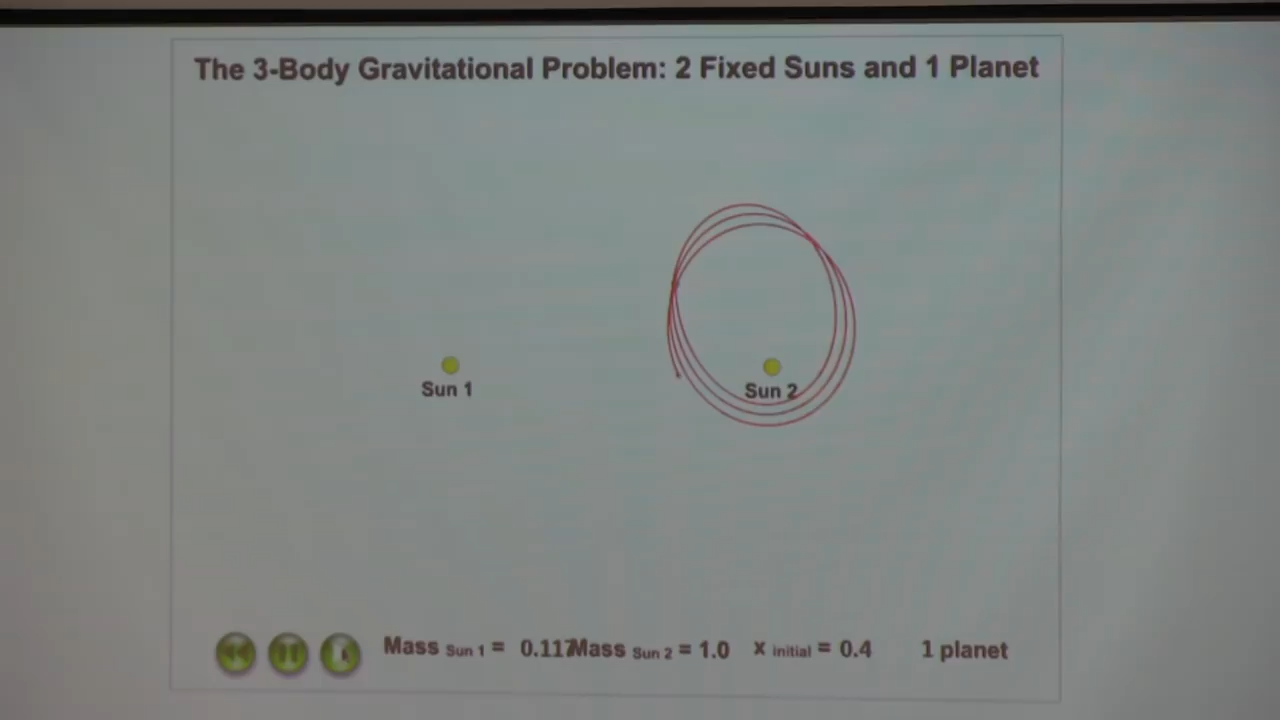 The 3-Body Gravitational Problem: 2 Fixed Suns and 1 Planet
Sun 1
Sun 2
Mass Sun 1 = 0.117 Mass Sun 2 = 1.0 x initial = 0.4 1 planet